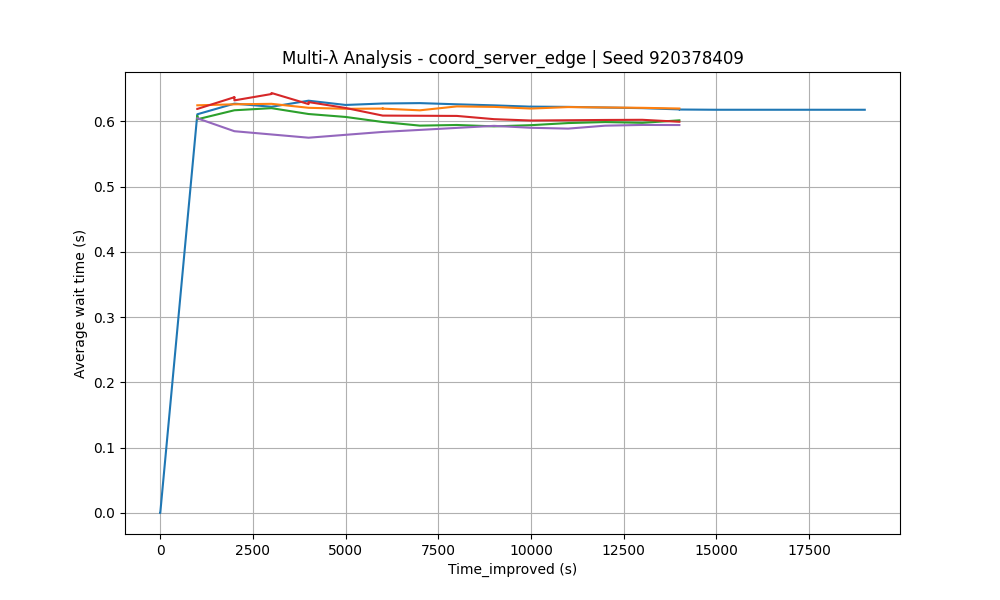 Multi-λ Analysis - coord_server_edge | Seed 920378409
Average wait time (s)
0.6
0.5
0.4
0.3
0.2
0.1
0.0
0 2500 5000 7500 10000 12500 15000 17500
Time_improved (s)